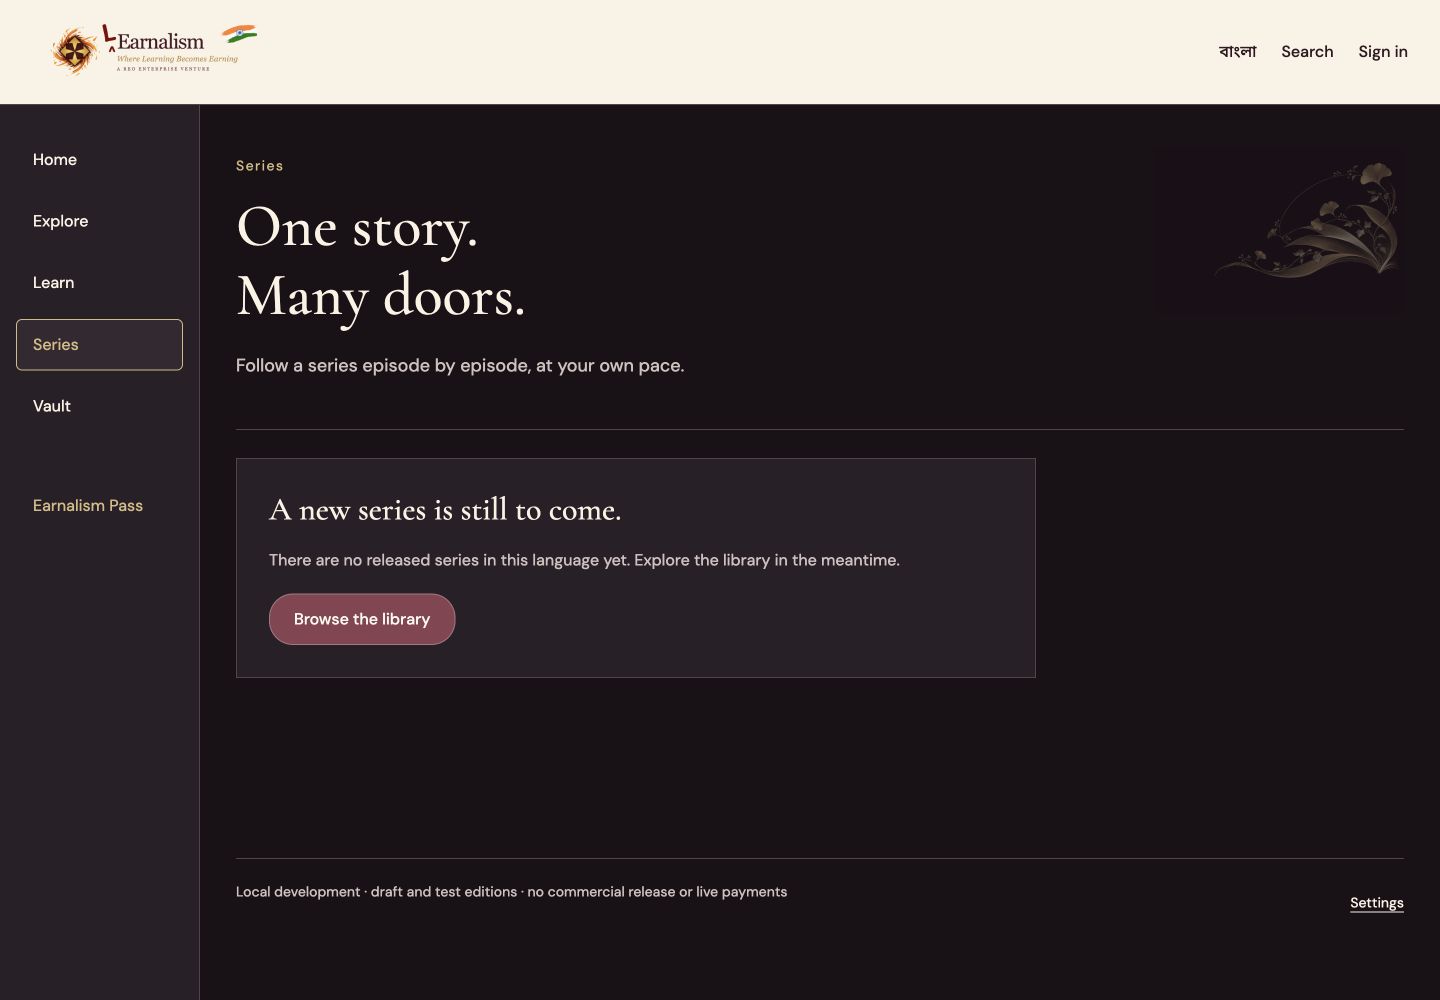 LEarnalism
Where Learning Becomes Earning
A REO ENTERPRISE VENTURE
বাংলা
Search
Sign in
Home
Explore
Learn
Series
Vault
Earnalism Pass
Series
One story.
Many doors.
Follow a series episode by episode, at your own pace.
A new series is still to come.
There are no released series in this language yet. Explore the library in the meantime.
Browse the library
Local development · draft and test editions · no commercial release or live payments
Settings